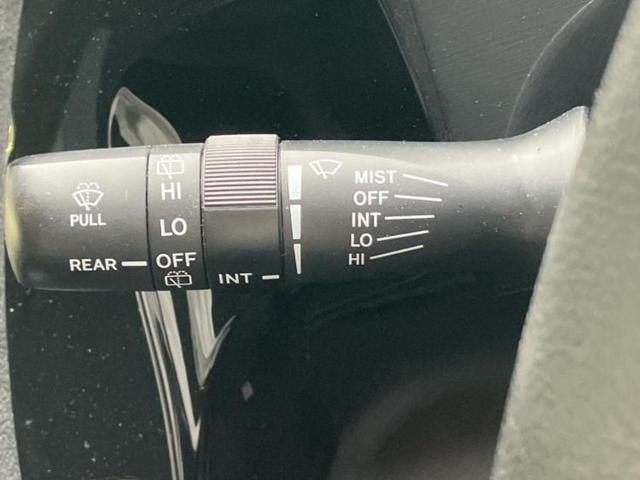 PULL
REAR
HI
LO
OFF
INT
MIST
OFF
INT
LO
HI